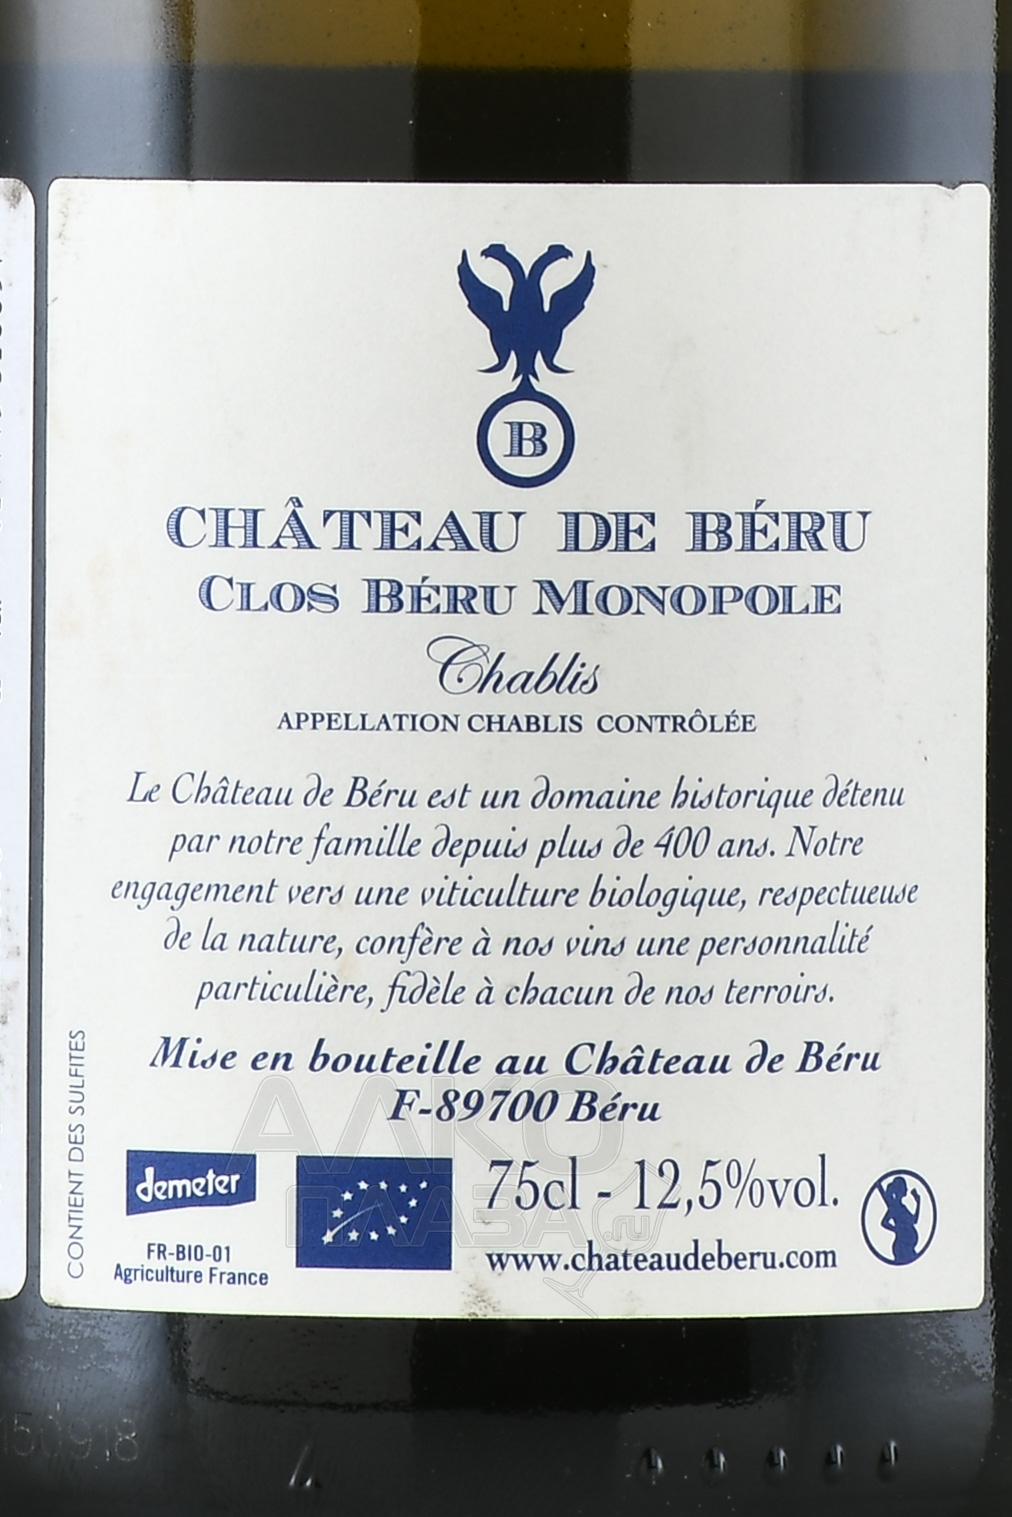 B
CHÂTEAU DE BÉRU
CLOS BÉRU MONOPOLE
Chablis
APPELLATION CHABLIS CONTRÔLÉE
Le Château de Béru est un domaine historique détenu
par notre famille depuis plus de 400 ans. Notre
engagement vers une viticulture biologique, respectueuse
de la nature, confère à nos vins une personnalité
particulière, fidèle à chacun de nos terroirs.
Mise en bouteille au Château de Béru
F-89700 Béru
CONTIENT DES SULFITES
demeter
FR-BIO-01
Agriculture France
75cl - 12,5%vol.
www.chateaudeberu.com
АЛКО
ПЛАЗА.ru